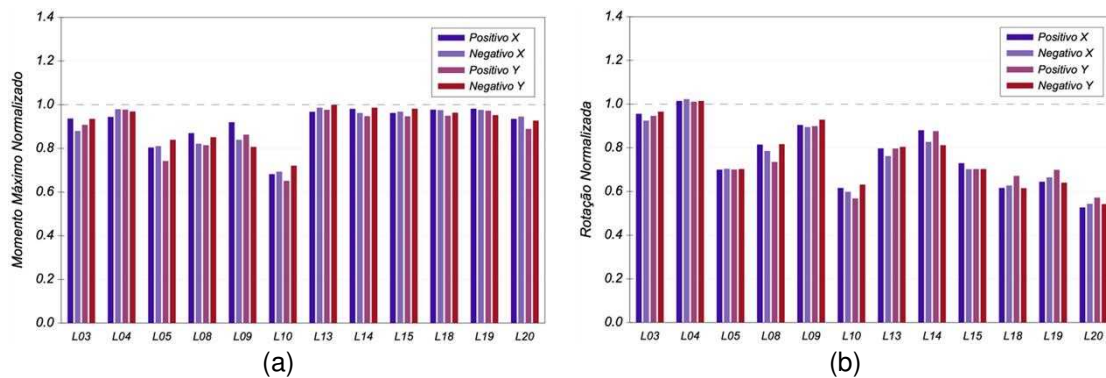 Momento Máximo Normalizado
1.4
1.2
1.0
0.8
0.6
0.4
0.2
0.0
Positivo X
Negativo X
Positivo Y
Negativo Y
L03 L04 L05 L08 L09 L10 L13 L14 L15 L18 L19 L20
(a)
Rotação Normalizada
1.4
1.2
1.0
0.8
0.6
0.4
0.2
0.0
Positivo X
Negativo X
Positivo Y
Negativo Y
L03 L04 L05 L08 L09 L10 L13 L14 L15 L18 L19 L20
(b)